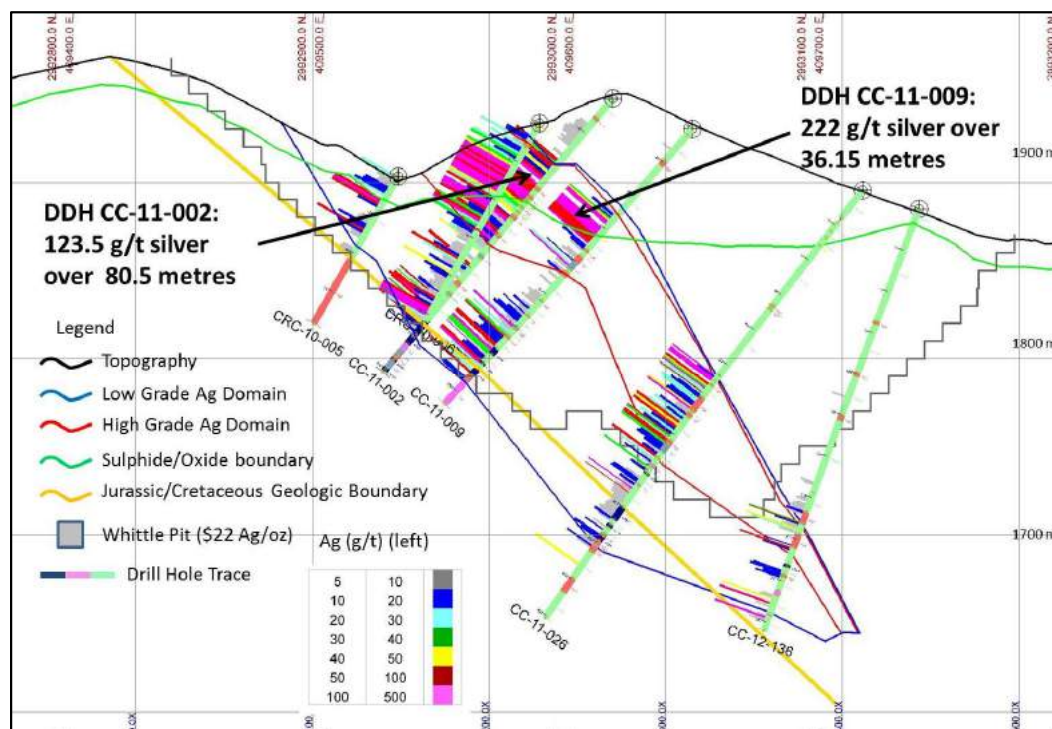 2992800.0 N
409400.0 E
2992900.0 N
409500.0 E
2993000.0 N
409600.0 E
2993100.0 N
409700.0 E
DDH CC-11-009:
222 g/t silver over
36.15 metres
1900 m
DDH CC-11-002:
123.5 g/t silver
over 80.5 metres
CRC-10-005
CC-11-002
CC-11-009
1800 m
Legend
Topography
Low Grade Ag Domain
High Grade Ag Domain
Sulphide/Oxide boundary
Jurassic/Cretaceous Geologic Boundary
Whittle Pit ($22 Ag/oz)
Drill Hole Trace
1700 m
Ag (g/t) (left)
5 10
10 20
20 30
30 40
40 50
50 100
100 500
CC-11-026
CC-12-136